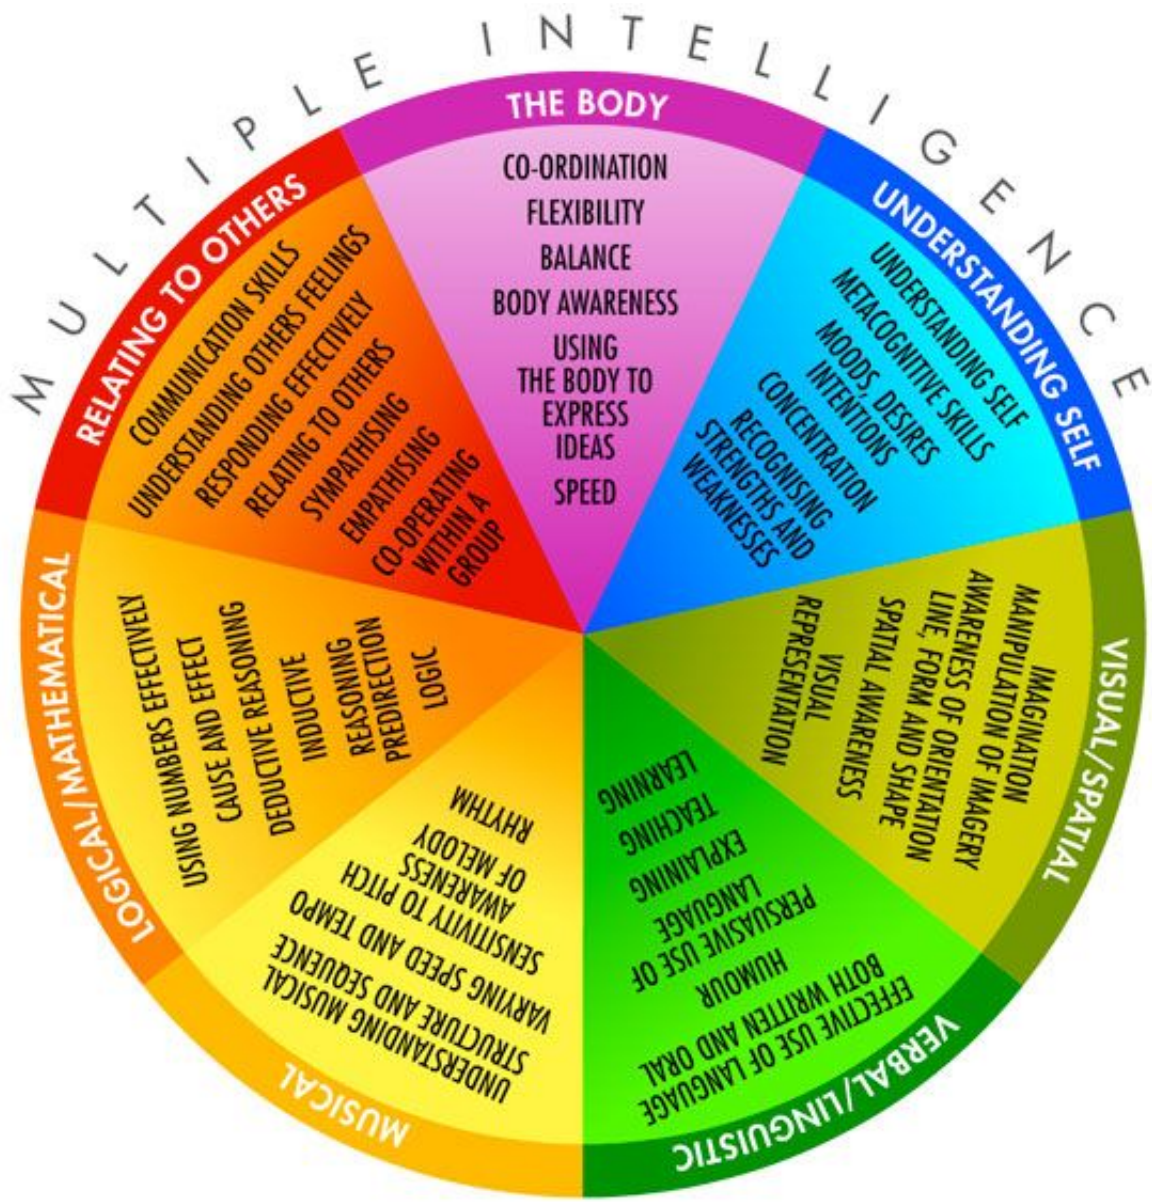 MULTIPLE INTELLIGENCE
THE BODY
CO-ORDINATION
FLEXIBILITY
BALANCE
BODY AWARENESS
USING
THE BODY TO
EXPRESS
IDEAS
SPEED
UNDERSTANDING SELF
UNDERSTANDING SELF
METACOGNITIVE SKILLS
MOODS, DESIRES
INTENTIONS
CONCENTRATION
RECOGNISING
STRENGTHS AND
WEAKNESSES
VISUAL/SPATIAL
IMAGINATION
MANIPULATION OF IMAGERY
AWARENESS OF ORIENTATION
LINE, FORM AND SHAPE
SPATIAL AWARENESS
VISUAL
REPRESENTATION
VERBAL/LINGUISTIC
EFFECTIVE USE OF LANGUAGE
BOTH WRITTEN AND ORAL
HUMOUR
PERSUASIVE USE OF
LANGUAGE
EXPLAINING
TEACHING
LEARNING
MUSICAL
UNDERSTANDING MUSICAL
STRUCTURE AND SEQUENCE
VARYING SPEED AND TEMPO
SENSITIVITY TO PITCH
AWARENESS
OF MELODY
RHYTHM
LOGICAL/MATHEMATICAL
USING NUMBERS EFFECTIVELY
CAUSE AND EFFECT
DEDUCTIVE REASONING
INDUCTIVE
REASONING
PREDIRECTION
LOGIC
RELATING TO OTHERS
COMMUNICATION SKILLS
UNDERSTANDING OTHERS FEELINGS
RESPONDING EFFECTIVELY
RELATING TO OTHERS
SYMPATHISING
EMPATHISING
CO-OPERATING
WITHIN A
GROUP